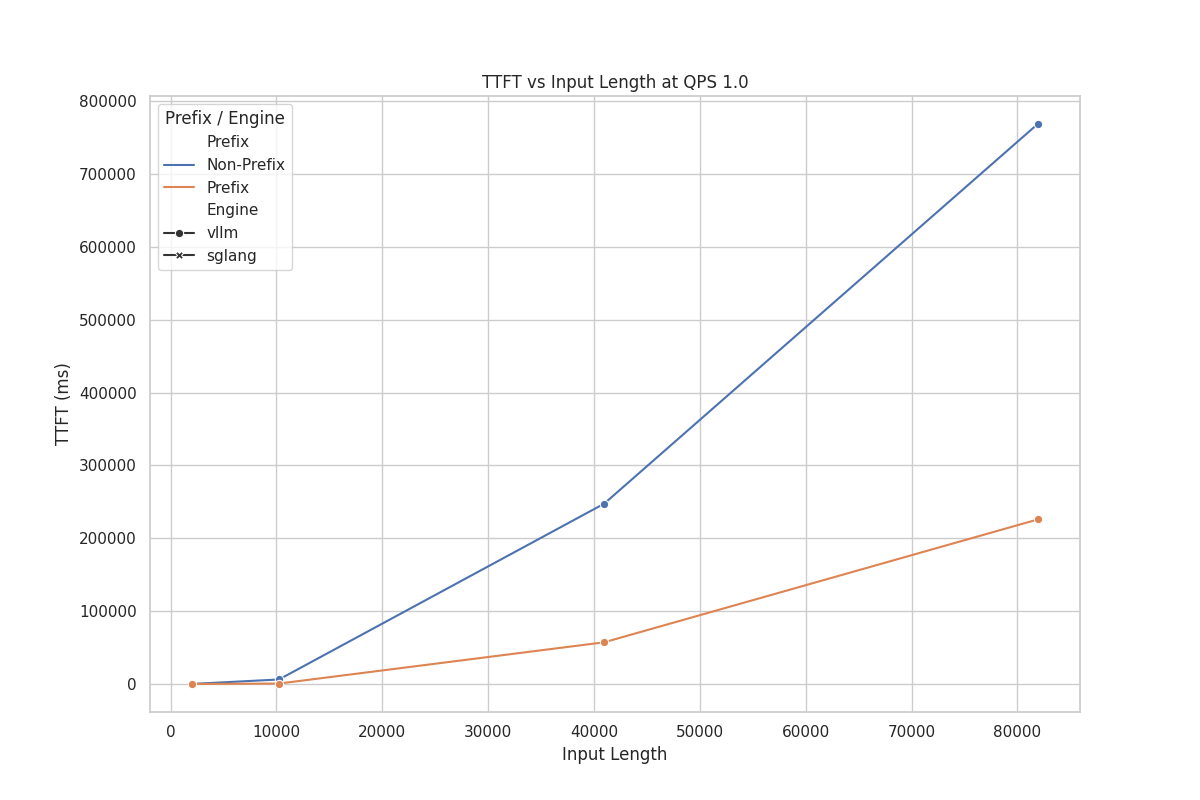 TTFT vs Input Length at QPS 1.0
Prefix / Engine
Prefix
Non-Prefix
Prefix
Engine
vllm
sglang
TTFT (ms)
800000
700000
600000
500000
400000
300000
200000
100000
0
0 10000 20000 30000 40000 50000 60000 70000 80000
Input Length